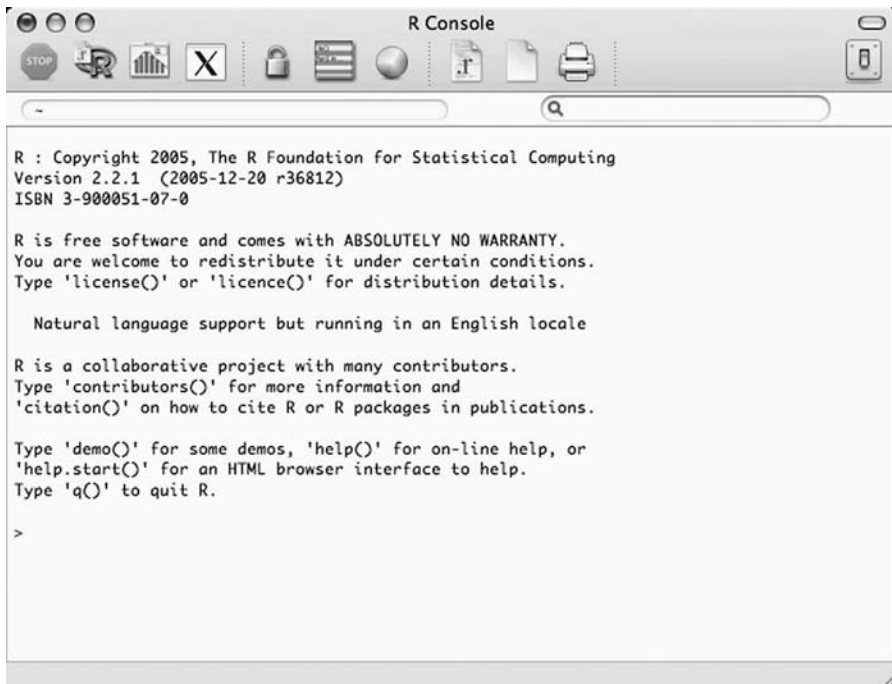 R Console
STOP
R
X
r
~
R : Copyright 2005, The R Foundation for Statistical Computing
Version 2.2.1  (2005-12-20 r36812)
ISBN 3-900051-07-0
R is free software and comes with ABSOLUTELY NO WARRANTY.
You are welcome to redistribute it under certain conditions.
Type 'license()' or 'licence()' for distribution details.
Natural language support but running in an English locale
R is a collaborative project with many contributors.
Type 'contributors()' for more information and
'citation()' on how to cite R or R packages in publications.
Type 'demo()' for some demos, 'help()' for on-line help, or
'help.start()' for an HTML browser interface to help.
Type 'q()' to quit R.
>